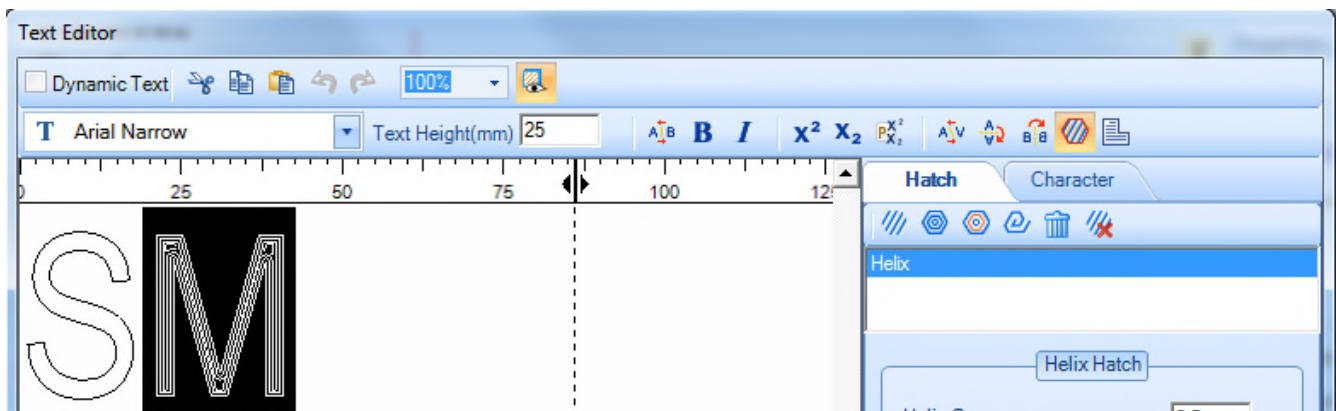 Text Editor
Dynamic Text 100%
T Arial Narrow Text Height(mm) 25 A B B I X² X₂ A V B B
0 25 50 75 100 125
Hatch Character
Helix
SM
Helix Hatch